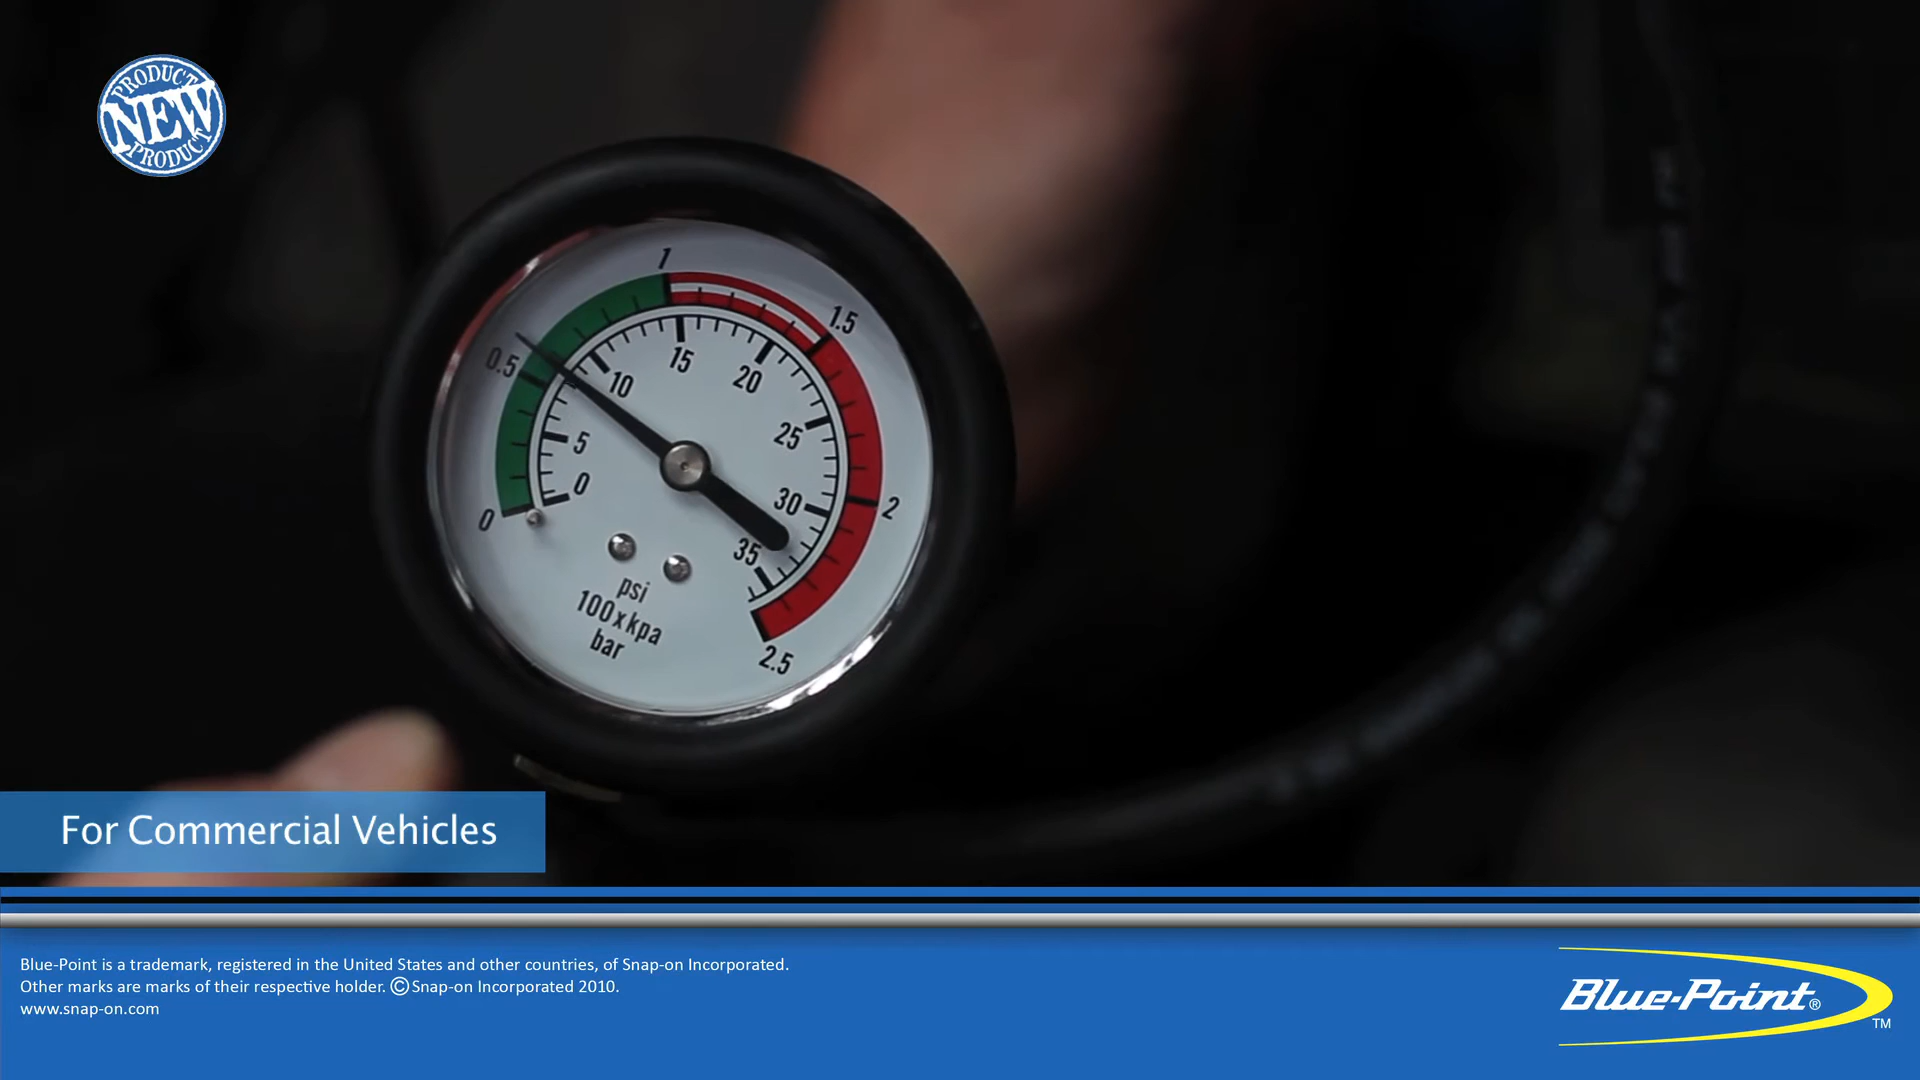 PRODUCT
NEW
PRODUCT
1
1.5
0.5
15
20
10
25
5
0
30
2
0
35
psi
100xkpa
bar
2.5
For Commercial Vehicles
Blue-Point is a trademark, registered in the United States and other countries, of Snap-on Incorporated.
Other marks are marks of their respective holder. ©Snap-on Incorporated 2010.
www.snap-on.com
Blue-Point®
TM